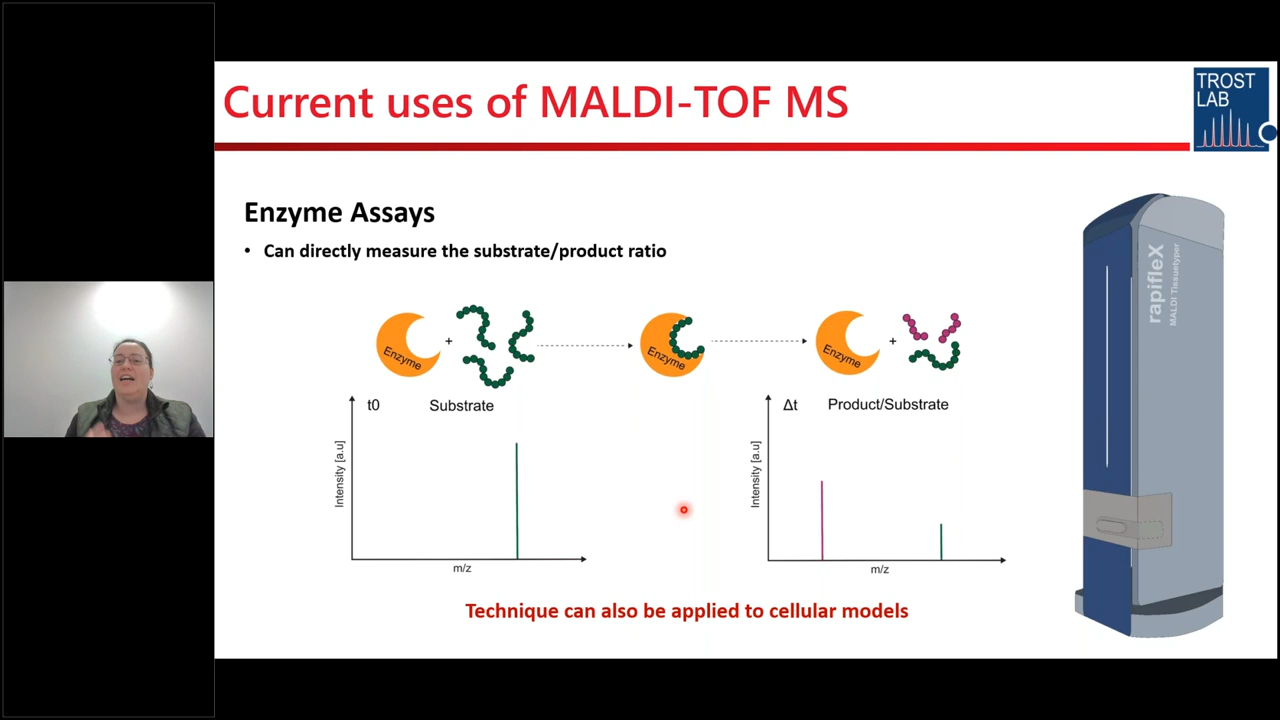 Current uses of MALDI-TOF MS
TROST
LAB
Enzyme Assays
• Can directly measure the substrate/product ratio
rapifleX
MALDI Tissuetyper
Enzyme
+
Enzyme
Enzyme
+
t0
Substrate
Intensity [a.u]
m/z
Δt
Product/Substrate
Intensity [a.u]
m/z
Technique can also be applied to cellular models